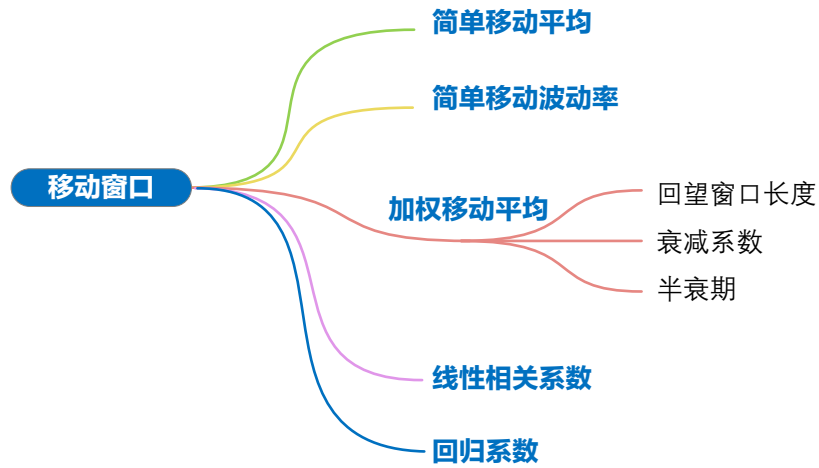 简单移动平均
简单移动波动率
移动窗口
加权移动平均
回望窗口长度
衰减系数
半衰期
线性相关系数
回归系数